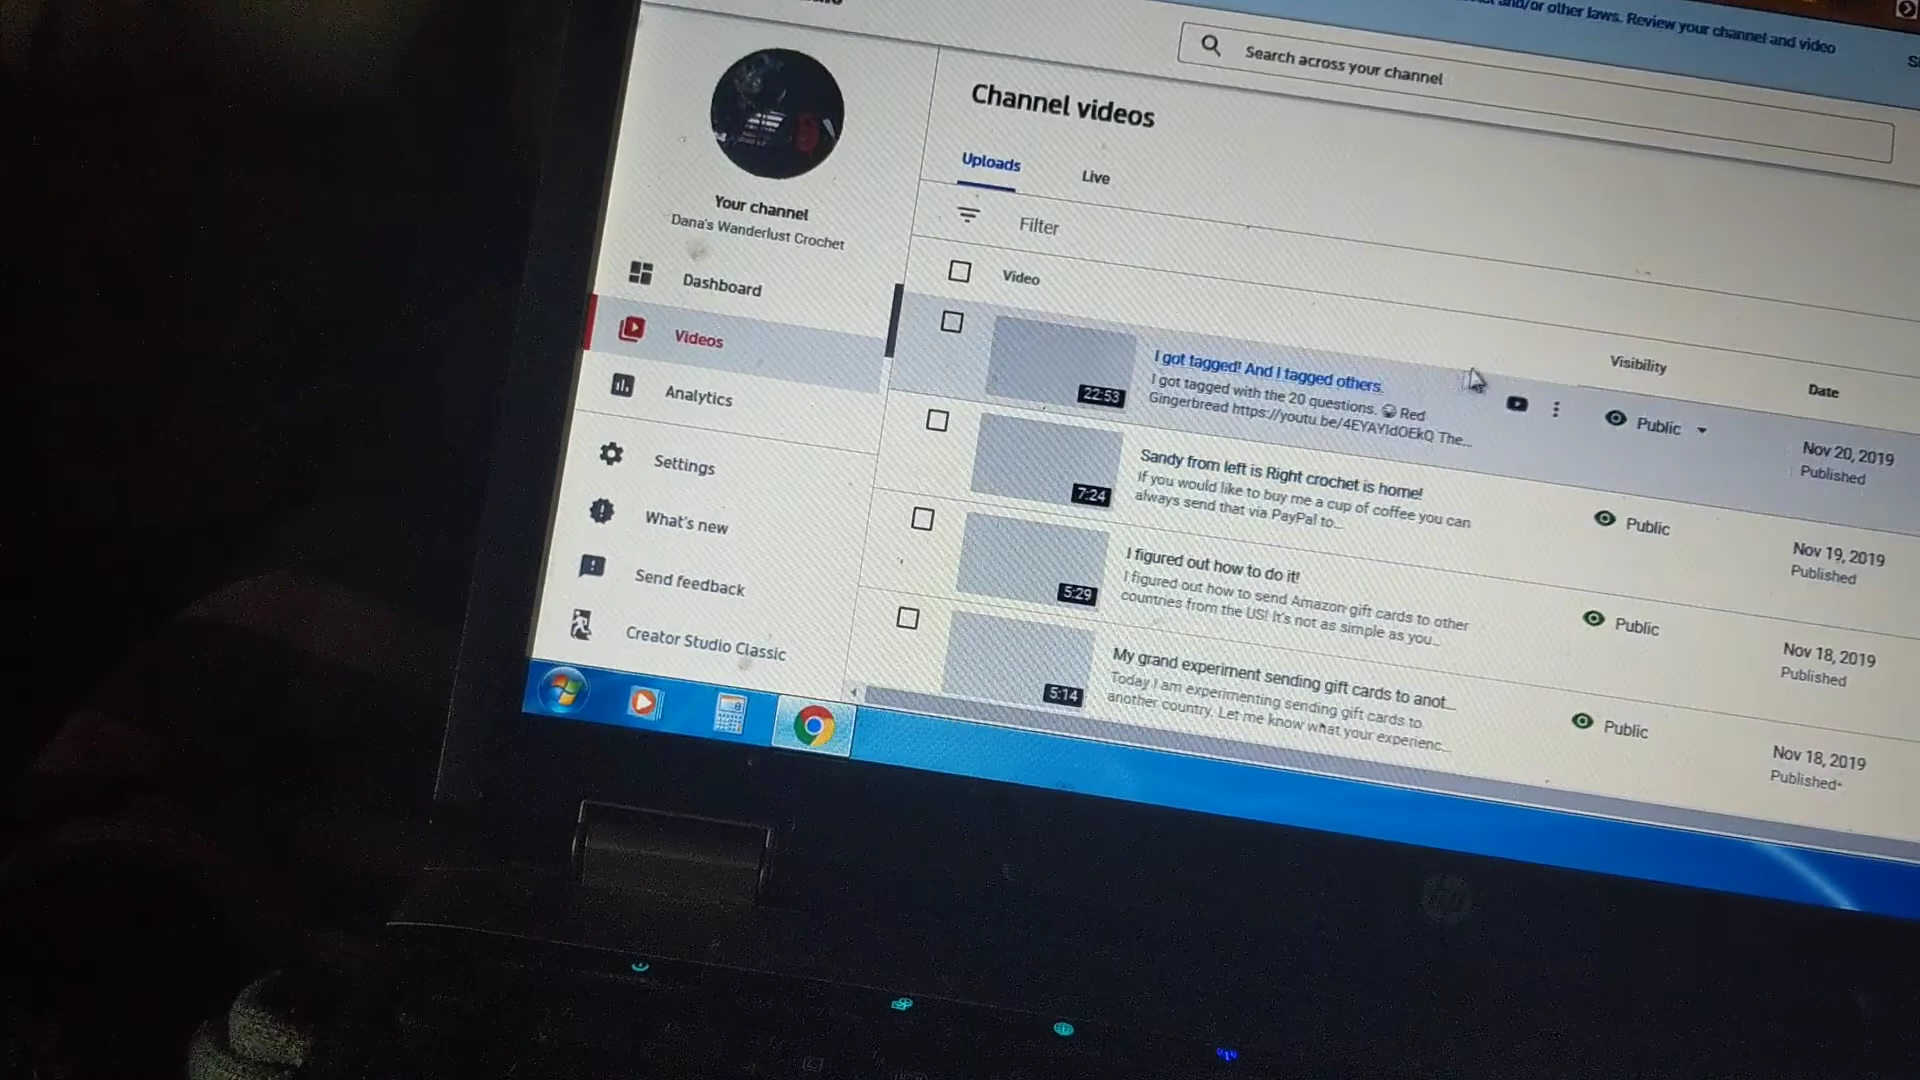 and/or other laws. Review your channel and video
Search across your channel
Channel videos
Uploads
Live
Filter
Video
Visibility
Date
Your channel
Dana's Wanderlust Crochet
Dashboard
Videos
Analytics
Settings
What's new
Send feedback
Creator Studio Classic
22:53
I got tagged! And I tagged others.
I got tagged with the 20 questions. 😀 Red
Gingerbread https://youtu.be/4EYAYIdOEkQ The...
Public
Nov 20, 2019
Published
7:24
Sandy from left is Right crochet is home!
If you would like to buy me a cup of coffee you can
always send that via PayPal to...
Public
Nov 19, 2019
Published
5:29
I figured out how to do it!
I figured out how to send Amazon gift cards to other
countries from the US! It's not as simple as you...
Public
Nov 18, 2019
Published
5:14
My grand experiment sending gift cards to anot...
Today I am experimenting sending gift cards to
another country. Let me know what your experienc...
Public
Nov 18, 2019
Published
hp